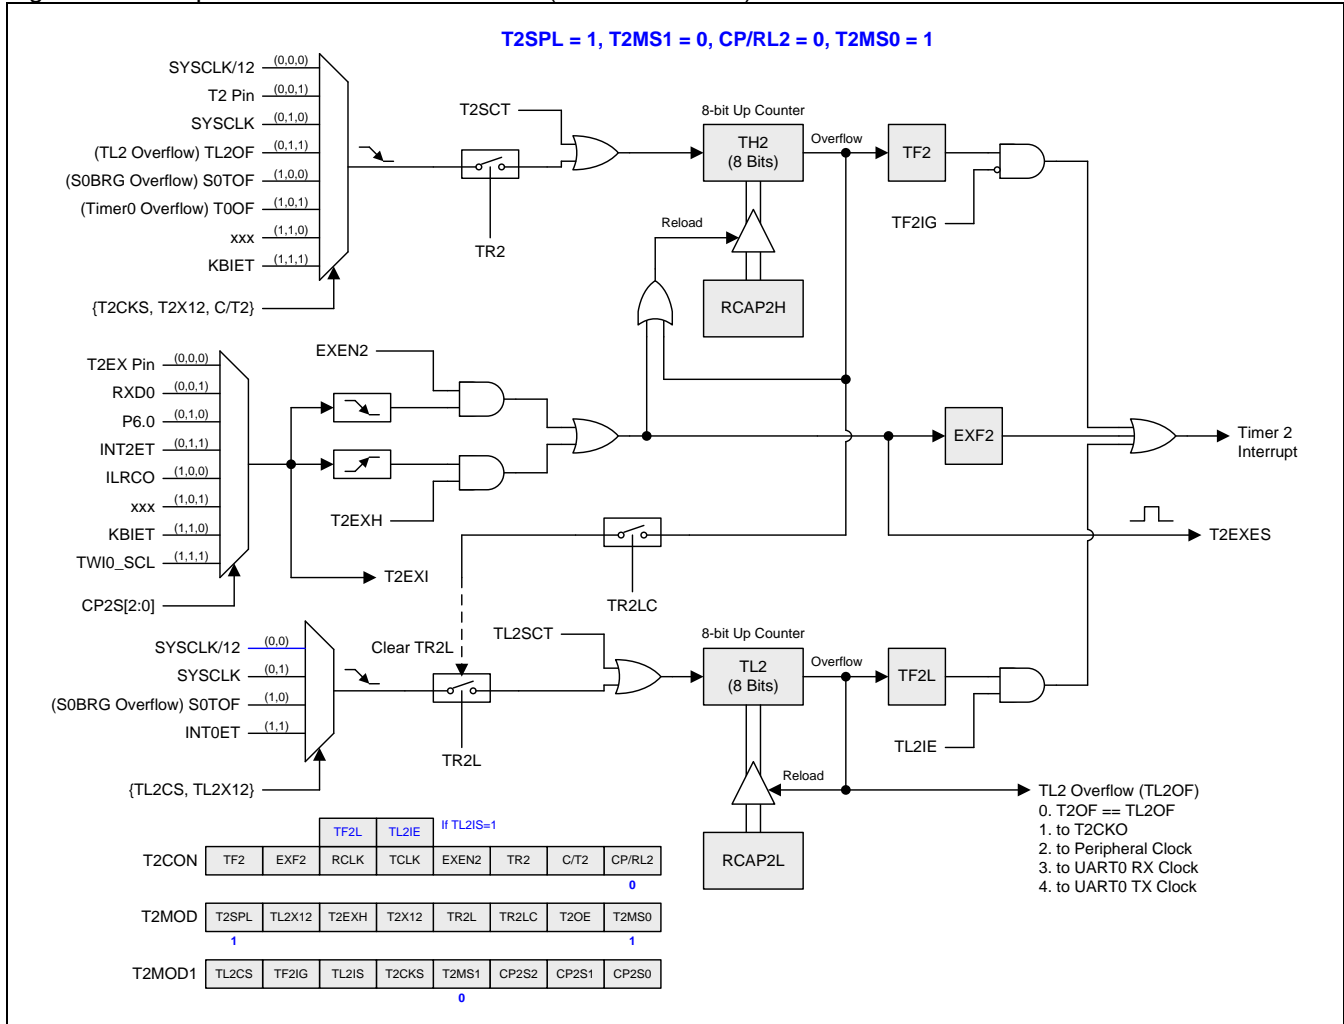 T2SPL = 1, T2MS1 = 0, CP/RL2 = 0, T2MS0 = 1
SYSCLK/12 (0,0,0)
T2 Pin (0,0,1)
SYSCLK (0,1,0)
(TL2 Overflow) TL2OF (0,1,1)
(S0BRG Overflow) S0TOF (1,0,0)
(Timer0 Overflow) T0OF (1,0,1)
xxx (1,1,0)
KBIET (1,1,1)
{T2CKS, T2X12, C/T2}
TR2
T2SCT
8-bit Up Counter
TH2
(8 Bits)
Overflow
TF2
TF2IG
Reload
RCAP2H
T2EX Pin (0,0,0)
RXD0 (0,0,1)
P6.0 (0,1,0)
INT2ET (0,1,1)
ILRCO (1,0,0)
xxx (1,0,1)
KBIET (1,1,0)
TWI0_SCL (1,1,1)
CP2S[2:0]
EXEN2
T2EXH
T2EXI
EXF2
Timer 2
Interrupt
T2EXES
TR2LC
SYSCLK/12 (0,0)
SYSCLK (0,1)
(S0BRG Overflow) S0TOF (1,0)
INT0ET (1,1)
{TL2CS, TL2X12}
Clear TR2L
TR2L
TL2SCT
8-bit Up Counter
TL2
(8 Bits)
Overflow
TF2L
TL2IE
Reload
RCAP2L
TL2 Overflow (TL2OF)
0. T2OF == TL2OF
1. to T2CKO
2. to Peripheral Clock
3. to UART0 RX Clock
4. to UART0 TX Clock
TF2L TL2IE If TL2IS=1
T2CON TF2 EXF2 RCLK TCLK EXEN2 TR2 C/T2 CP/RL2
0
T2MOD T2SPL TL2X12 T2EXH T2X12 TR2L TR2LC T2OE T2MS0
1 1
T2MOD1 TL2CS TF2IG TL2IS T2CKS T2MS1 CP2S2 CP2S1 CP2S0
0